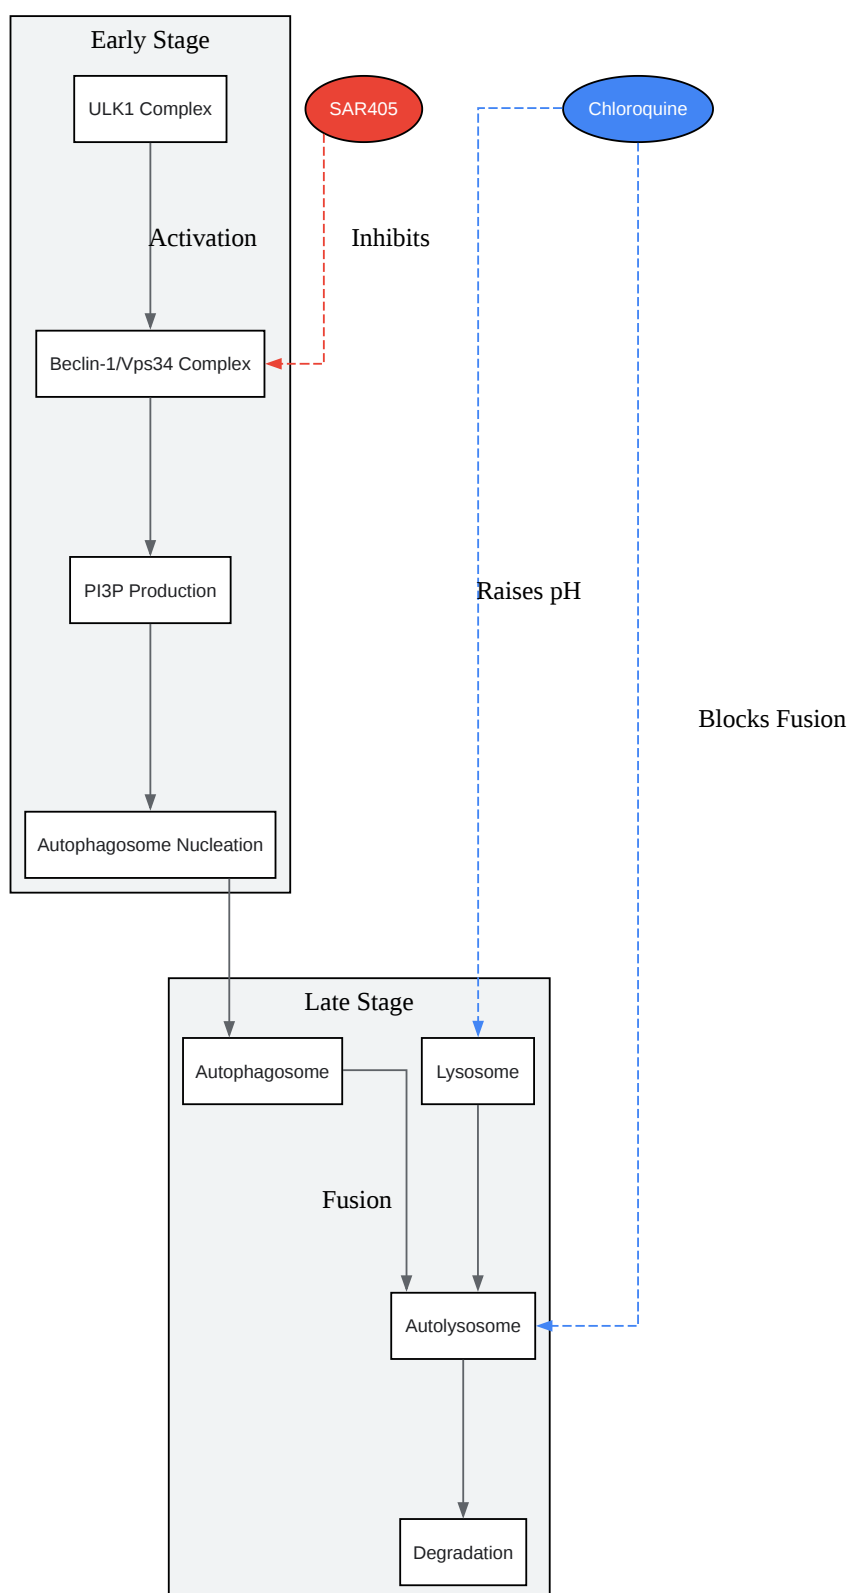 Early Stage
ULK1 Complex
SAR405
Chloroquine
Activation
Inhibits
Beclin-1/Vps34 Complex
PI3P Production
Raises pH
Blocks Fusion
Autophagosome Nucleation
Late Stage
Autophagosome
Lysosome
Fusion
Autolysosome
Degradation